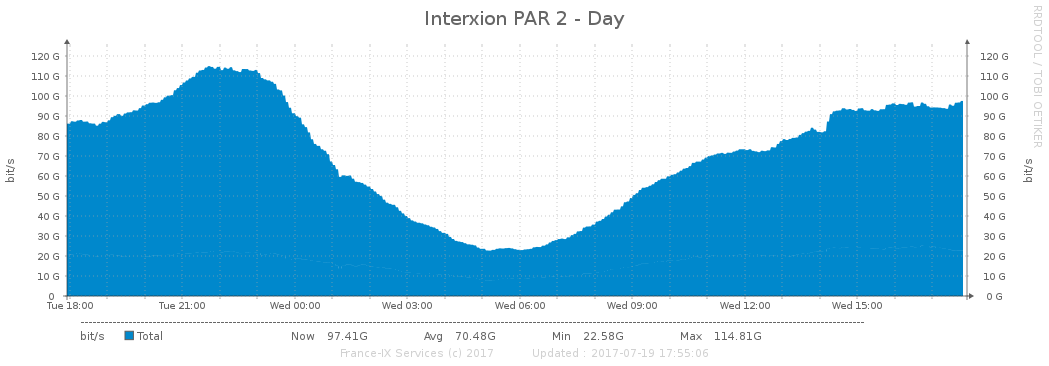 Interxion PAR 2 - Day
RRDTOOL / TOBI OETIKER
bit/s
120 G 120 G
110 G 110 G
100 G 100 G
90 G 90 G
80 G 80 G
70 G 70 G
60 G 60 G
50 G 50 G
40 G 40 G
30 G 30 G
20 G 20 G
10 G 10 G
0 0 G
bit/s
Tue 18:00 Tue 21:00 Wed 00:00 Wed 03:00 Wed 06:00 Wed 09:00 Wed 12:00 Wed 15:00
bit/s Total Now 97.41G Avg 70.48G Min 22.58G Max 114.81G
France-IX Services (c) 2017 Updated : 2017-07-19 17:55:06